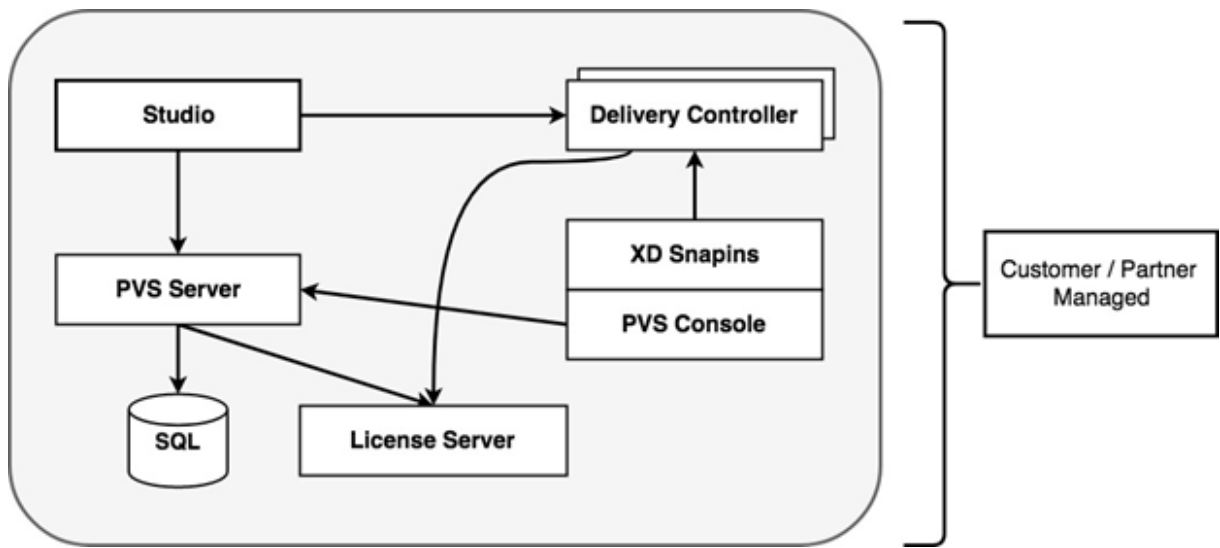 Studio
Delivery Controller
XD Snapins
PVS Server
PVS Console
SQL
License Server
Customer / Partner
Managed